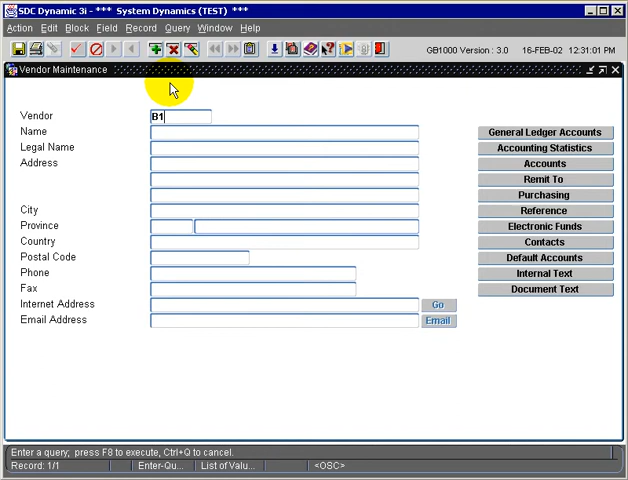 SDC Dynamic 3i - *** System Dynamics (TEST) ***
Action Edit Block Field Record Query Window Help
GB1000 Version : 3.0 16-FEB-02 12:31:01 PM
Vendor Maintenance
Vendor B1
Name General Ledger Accounts
Legal Name Accounting Statistics
Address Accounts
Remit To
Purchasing
City Reference
Province Electronic Funds
Country Contacts
Postal Code Default Accounts
Phone Internal Text
Fax Document Text
Internet Address Go
Email Address Email
Enter a query; press F8 to execute, Ctrl+Q to cancel.
Record: 1/1 Enter-Qu... List of Valu... <OSC>